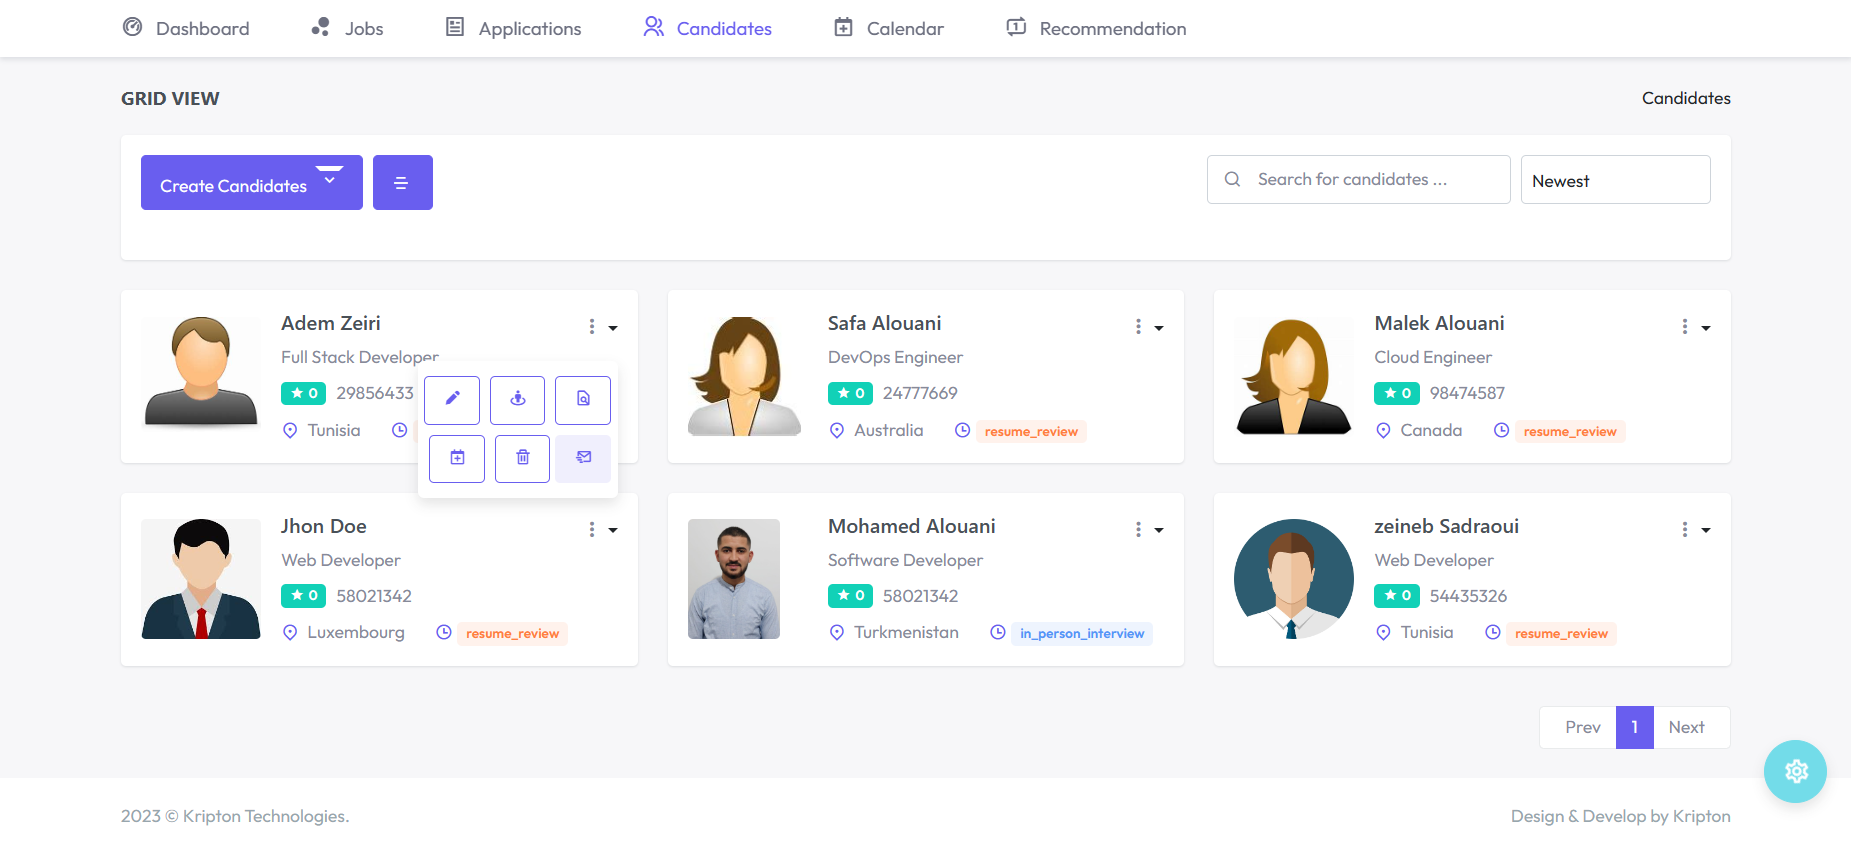 Dashboard Jobs Applications Candidates Calendar Recommendation
GRID VIEW
Candidates
Create Candidates
Search for candidates ...
Newest
Adem Zeiri
Full Stack Developer
0 29856433
Tunisia
Safa Alouani
DevOps Engineer
0 24777669
Australia resume_review
Malek Alouani
Cloud Engineer
0 98474587
Canada resume_review
Jhon Doe
Web Developer
0 58021342
Luxembourg resume_review
Mohamed Alouani
Software Developer
0 58021342
Turkmenistan in_person_interview
zeineb Sadraoui
Web Developer
0 54435326
Tunisia resume_review
Prev 1 Next
2023 © Kripton Technologies.
Design & Develop by Kripton